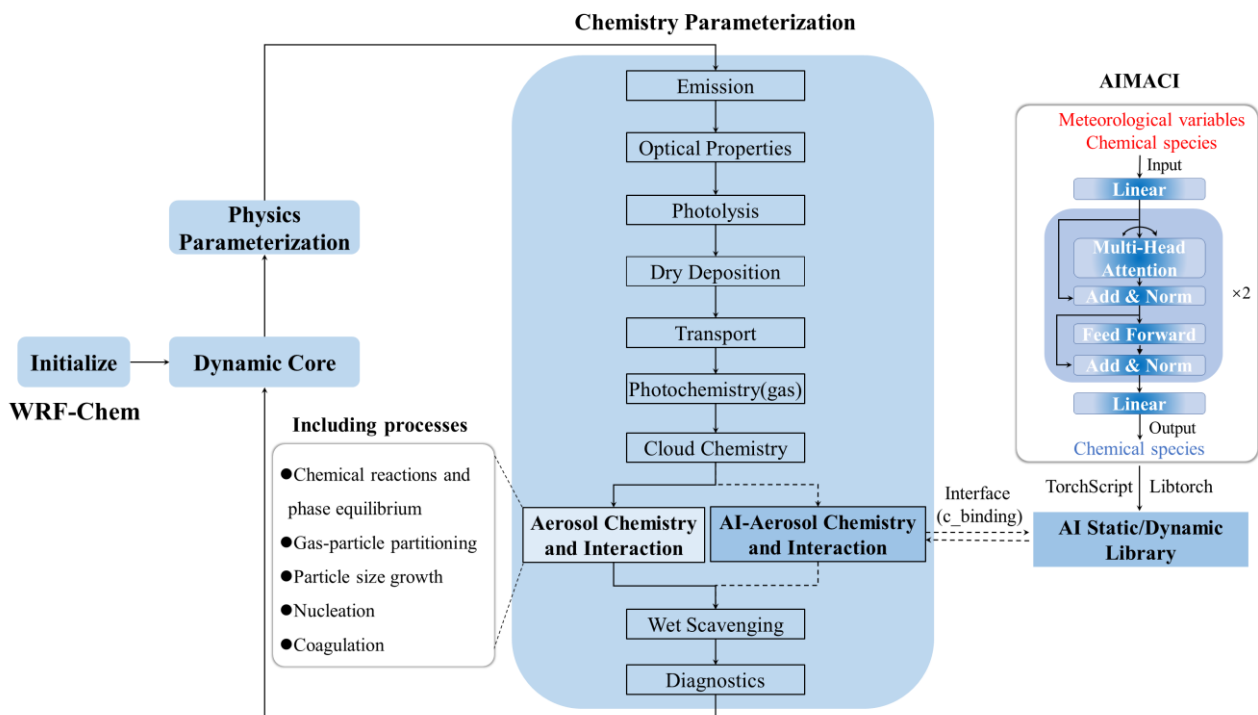 Chemistry Parameterization
Emission
Optical Properties
Photolysis
Dry Deposition
Transport
Photochemistry(gas)
Cloud Chemistry
Aerosol Chemistry
and Interaction
AI-Aerosol Chemistry
and Interaction
Wet Scavenging
Diagnostics
Physics
Parameterization
Initialize
Dynamic Core
WRF-Chem
Including processes
●Chemical reactions and
phase equilibrium
●Gas-particle partitioning
●Particle size growth
●Nucleation
●Coagulation
AIMACI
Meteorological variables
Chemical species
Input
Linear
Multi-Head
Attention
Add & Norm
×2
Feed Forward
Add & Norm
Linear
Output
Chemical species
TorchScript
Libtorch
Interface
(c_binding)
AI Static/Dynamic
Library